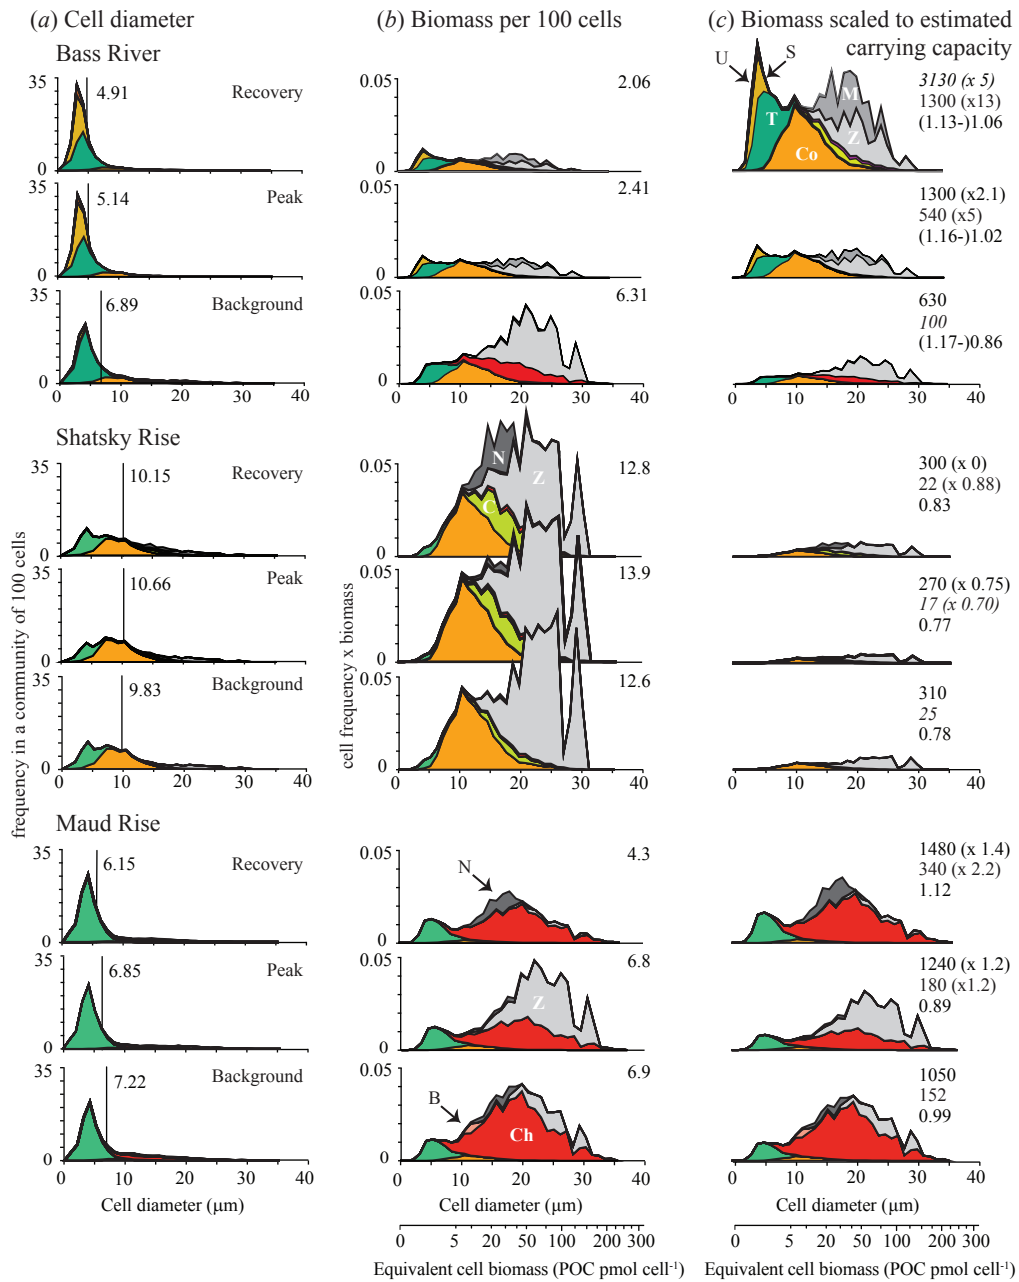 (a) Cell diameter
(b) Biomass per 100 cells
(c) Biomass scaled to estimated
carrying capacity
Bass River
35
0
4.91
Recovery
0.05
0
2.06
U
S
T
Co
M
Z
3130 (x 5)
1300 (x13)
(1.13-)1.06
35
0
5.14
Peak
0.05
0
2.41
1300 (x2.1)
540 (x5)
(1.16-)1.02
35
0
6.89
Background
0 10 20 30 40
0.05
0
6.31
0 10 20 30 40
630
100
(1.17-)0.86
0 10 20 30 40
Shatsky Rise
frequency in a community of 100 cells
cell frequency x biomass
35
0
10.15
Recovery
0.05
0
N
C
Z
12.8
300 (x 0)
22 (x 0.88)
0.83
35
0
10.66
Peak
0.05
0
13.9
270 (x 0.75)
17 (x 0.70)
0.77
35
0
9.83
Background
0 10 20 30 40
0.05
0
12.6
0 10 20 30 40
310
25
0.78
0 10 20 30 40
Maud Rise
35
0
6.15
Recovery
0.05
0
N
4.3
1480 (x 1.4)
340 (x 2.2)
1.12
35
0
6.85
Peak
0.05
0
Z
6.8
1240 (x 1.2)
180 (x1.2)
0.89
35
0
7.22
Background
0 10 20 30 40
Cell diameter (µm)
0.05
0
B
Ch
6.9
0 10 20 30 40
Cell diameter (µm)
0 5 20 50 100 200 300
Equivalent cell biomass (POC pmol cell⁻¹)
1050
152
0.99
0 10 20 30 40
Cell diameter (µm)
0 5 20 50 100 200 300
Equivalent cell biomass (POC pmol cell⁻¹)